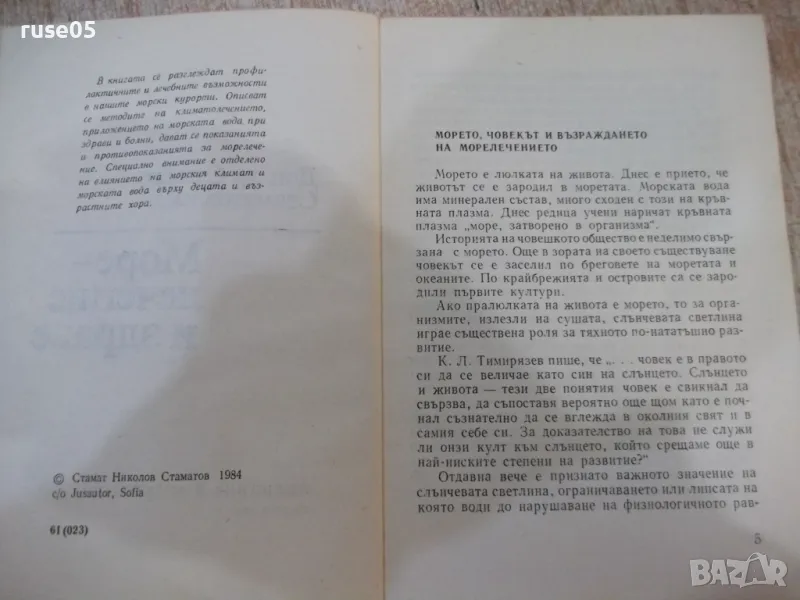 ruse05
В книгата се разглеждат профи-
лактичните и лечебните възможности
в нашите морски курорти. Описват
се методите на климатолечението,
приложението на морската вода при
здрави и болни, дават се показанията
и противопоказанията за морелече-
ние. Специално внимание е отделено
на влиянието на морския климат и
морската вода върху децата и въз-
растните хора.
© Стамат Николов Стаматов 1984
c/o Jusautor, Sofia
61 (023)
МОРЕТО, ЧОВЕКЪТ И ВЪЗРАЖДАНЕТО
НА МОРЕЛЕЧЕНИЕТО
Морето е люлката на живота. Днес е прието, че
животът се е зародил в моретата. Морската вода
има минерален състав, много сходен с този на кръв-
ната плазма. Днес редица учени наричат кръвната
плазма „море, затворено в организма“.
Историята на човешкото общество е неделимо свър-
зана с морето. Още в зората на своето съществуване
човекът се е заселил по бреговете на моретата и
океаните. По крайбрежията и островите са се заро-
дили първите култури.
Ако пралюлката на живота е морето, то за орга-
низмите, излезли на сушата, слънчевата светлина
играе съществена роля за тяхното по-нататъшно раз-
витие.
К. Л. Тимирязев пише, че „. . . човек е в правото
си да се величае като син на слънцето. Слънцето
и живота — тези две понятия човек е свикнал да
свързва, да съпоставя вероятно още щом като е поч-
нал съзнателно да се вглежда в околния свят и в
самия себе си. За доказателство на това не служи
ли онзи култ към слънцето, който срещаме още в
най-ниските степени на развитие?“
Отдавна вече е признато важното значение на
слънчевата светлина, ограничаването или липсата на
която води до нарушаване на физиологичното рав-
5
BAZAR